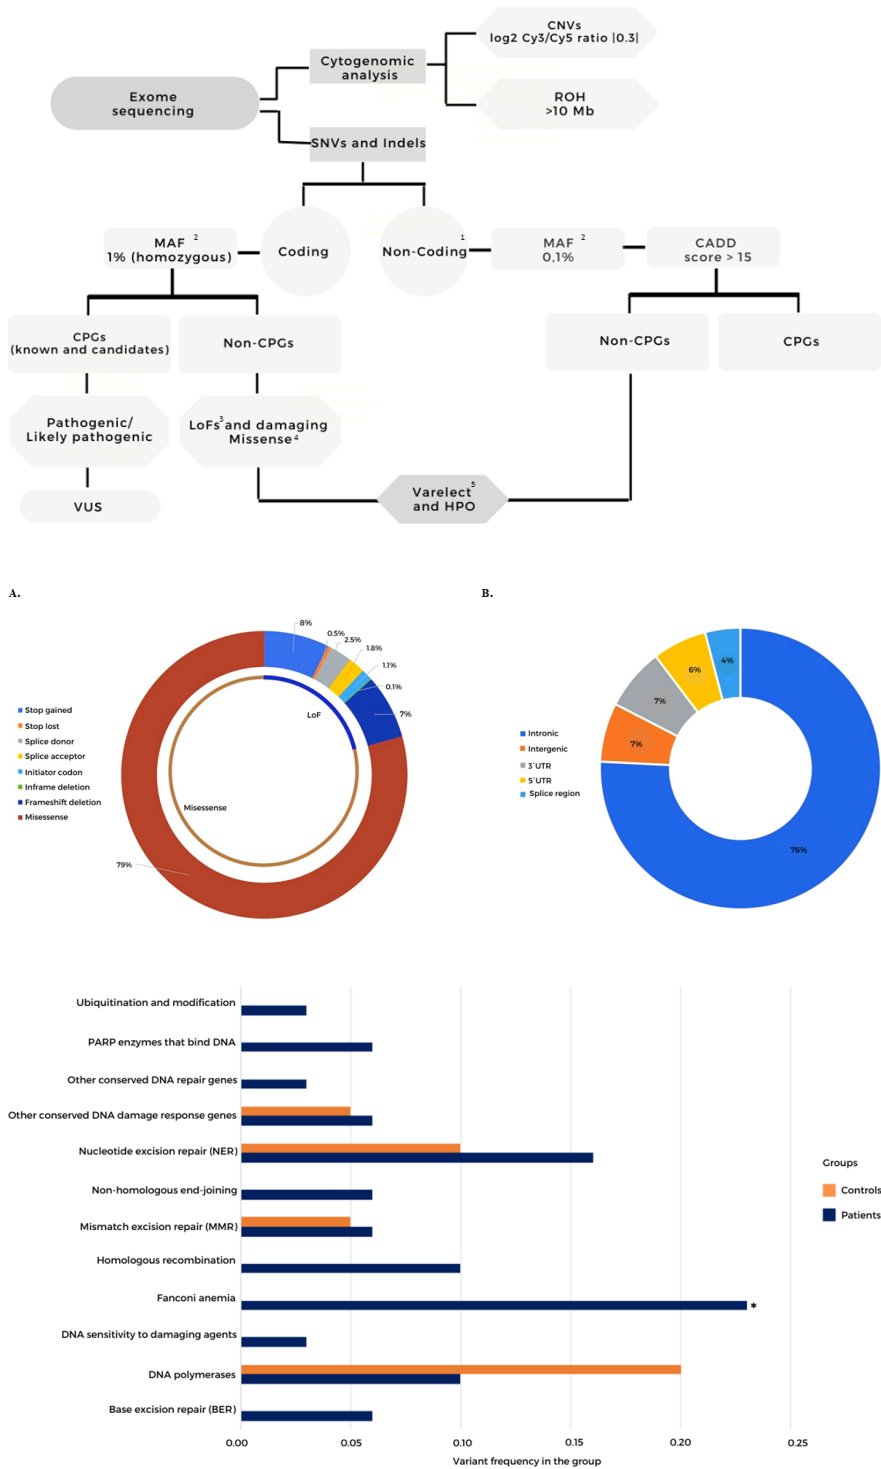 CNVs
log2 Cy3/Cy5 ratio |0.3|
Cytogenomic
analysis
Exome
sequencing
ROH
>10 Mb
SNVs and Indels
MAF 2
1% (homozygous)
Coding
Non-Coding 1
MAF 2
0,1%
CADD
score > 15
CPGs
(known and candidates)
Non-CPGs
Non-CPGs
CPGs
Pathogenic/
Likely pathogenic
LoFs 3 and damaging
Missense 4
VUS
Varelect 5
and HPO
A.
8%
0.5%
2.5%
1.8%
1.1%
0.1%
7%
LoF
Stop gained
Stop lost
Splice donor
Splice acceptor
Initiator codon
Inframe deletion
Frameshift deletion
Misessense
Misessense
79%
B.
4%
6%
7%
7%
76%
Intronic
Intergenic
3`UTR
5`UTR
Splice region
Ubiquitination and modification
PARP enzymes that bind DNA
Other conserved DNA repair genes
Other conserved DNA damage response genes
Nucleotide excision repair (NER)
Non-homologous end-joining
Mismatch excision repair (MMR)
Homologous recombination
Fanconi anemia
*
DNA sensitivity to damaging agents
DNA polymerases
Base excision repair (BER)
Groups
Controls
Patients
0.00 0.05 0.10 0.15 0.20 0.25
Variant frequency in the group